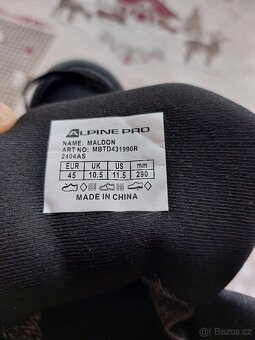 ALPINE PRO
NAME: MALDON
ART NO: MBTD431990R
2404AS
EUR UK US mm
45 10.5 11.5 290
MADE IN CHINA
sbazar.cz